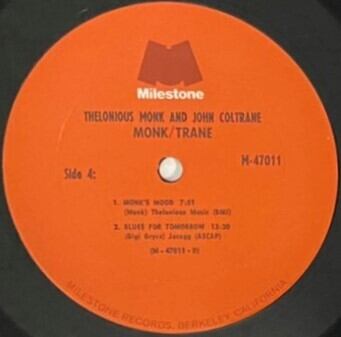 Milestone
THELONIOUS MONK AND JOHN COLTRANE
MONK/TRANE
Side 4:
M-47011
1. MONK'S MOOD 7:51
(Monk) Thelonious Music (BMI)
2. BLUES FOR TOMORROW 13:30
(Gigi Gryce) Jacogg (ASCAP)
(M-47011-D)
MILESTONE RECORDS, BERKELEY, CALIFORNIA